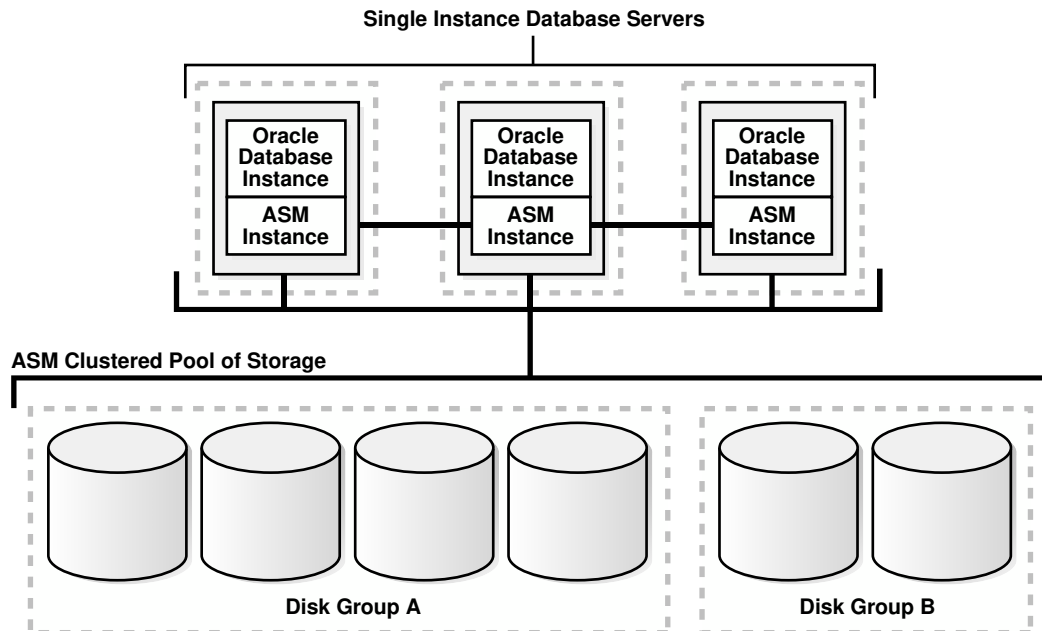 Single Instance Database Servers
Oracle
Database
Instance
ASM
Instance
Oracle
Database
Instance
ASM
Instance
Oracle
Database
Instance
ASM
Instance
ASM Clustered Pool of Storage
Disk Group A
Disk Group B